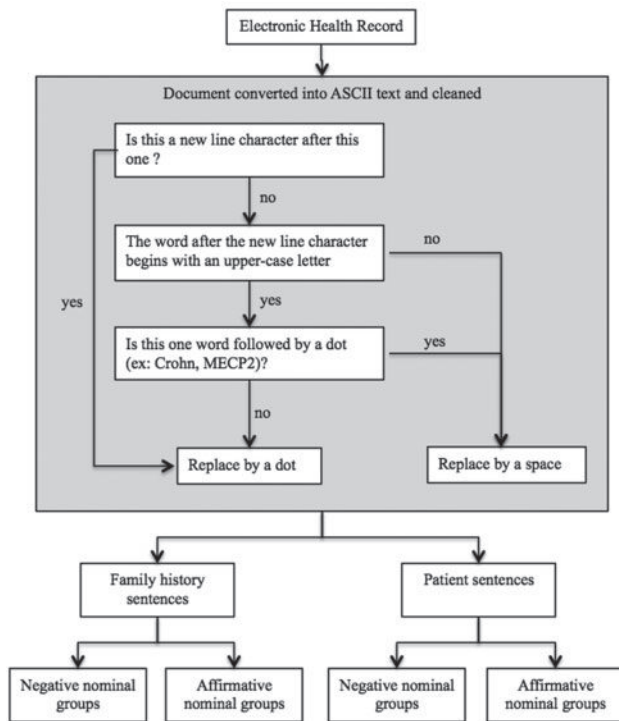 Electronic Health Record
Document converted into ASCII text and cleaned
Is this a new line character after this
one ?
no
The word after the new line character
begins with an upper-case letter
no
yes
yes
Is this one word followed by a dot
(ex: Crohn, MECP2)?
yes
no
Replace by a dot
Replace by a space
Family history
sentences
Patient sentences
Negative nominal
groups
Affirmative
nominal groups
Negative nominal
groups
Affirmative
nominal groups